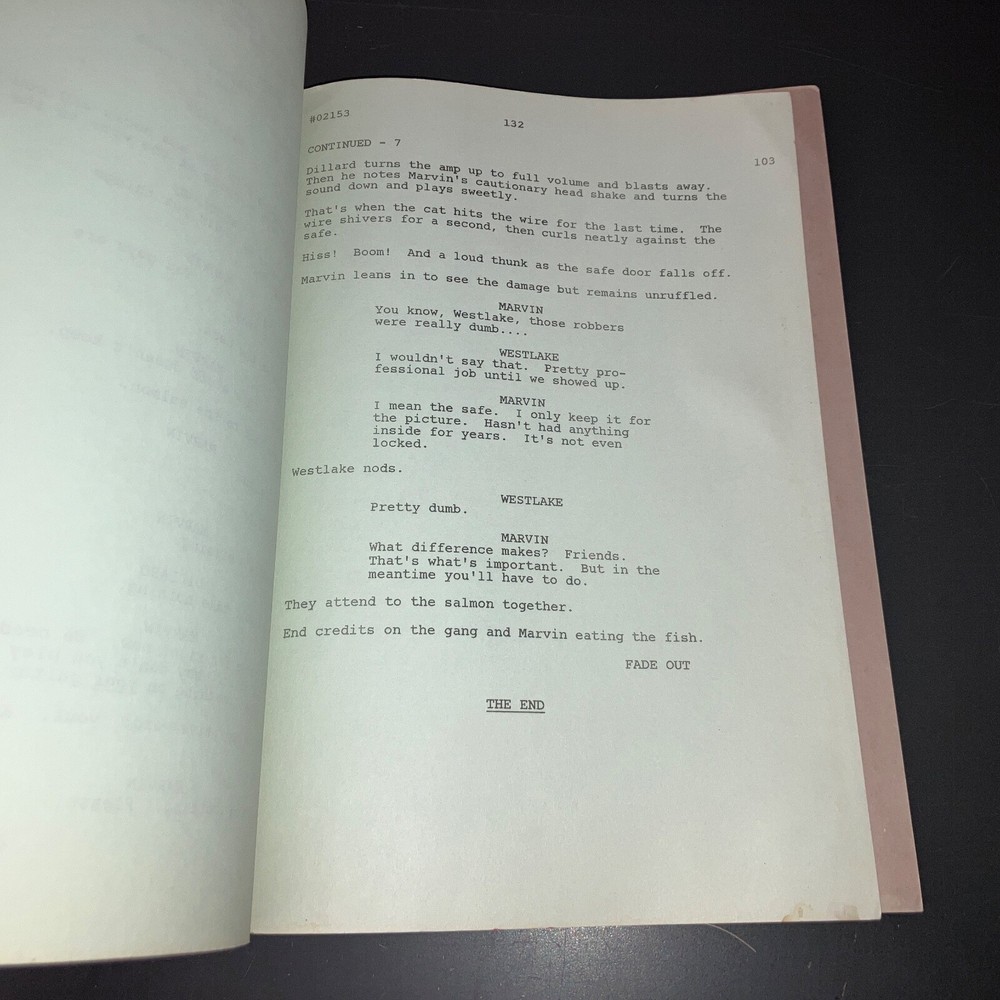 #02153
132
CONTINUED - 7
103
Dillard turns the amp up to full volume and blasts away.
Then he notes Marvin's cautionary head shake and turns the
sound down and plays sweetly.
That's when the cat hits the wire for the last time. The
wire shivers for a second, then curls neatly against the
safe.
Hiss! Boom! And a loud thunk as the safe door falls off.
Marvin leans in to see the damage but remains unruffled.
MARVIN
You know, Westlake, those robbers
were really dumb....
WESTLAKE
I wouldn't say that. Pretty pro-
fessional job until we showed up.
MARVIN
I mean the safe. I only keep it for
the picture. Hasn't had anything
inside for years. It's not even
locked.
Westlake nods.
WESTLAKE
Pretty dumb.
MARVIN
What difference makes? Friends.
That's what's important. But in the
meantime you'll have to do.
They attend to the salmon together.
End credits on the gang and Marvin eating the fish.
FADE OUT
THE END